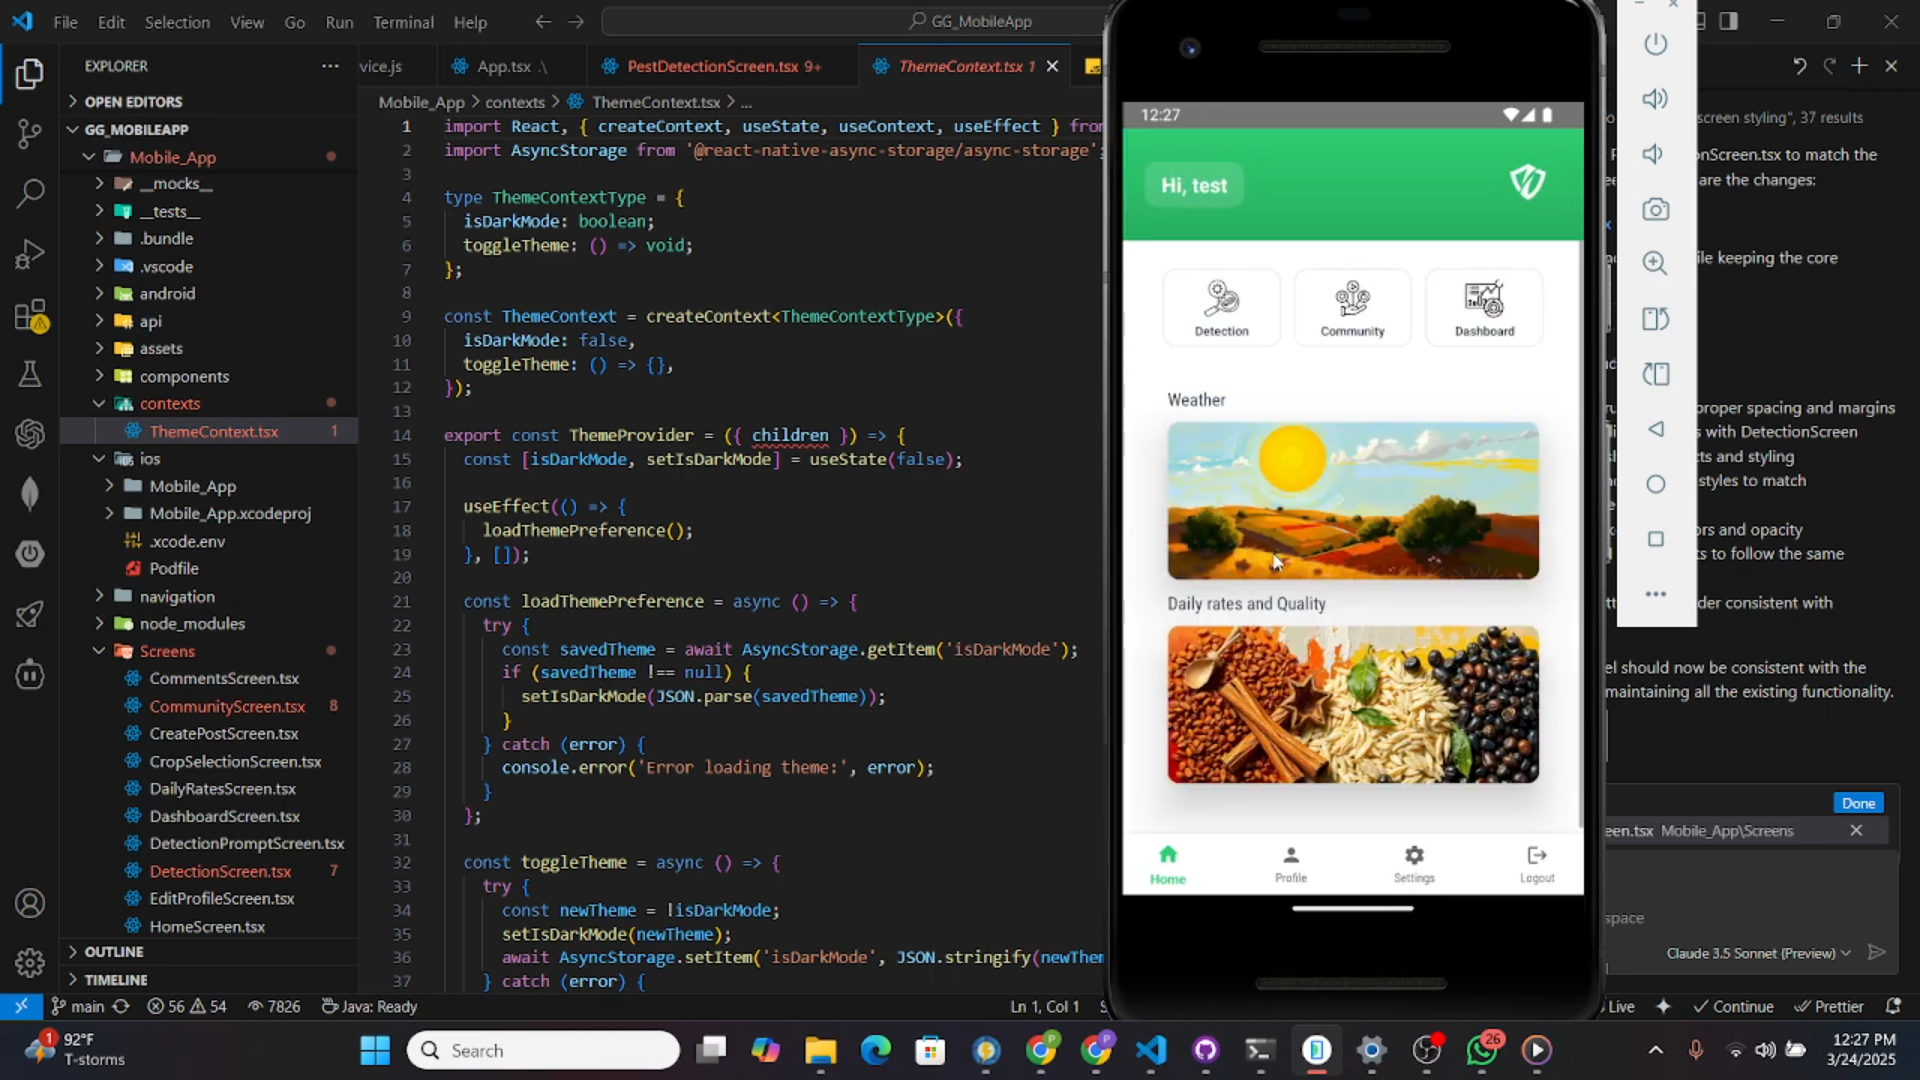 File Edit Selection View Go Run Terminal Help
GG_MobileApp
EXPLORER
OPEN EDITORS
GG_MOBILEAPP
Mobile_App
__mocks__
__tests__
.bundle
.vscode
android
api
assets
components
contexts
ThemeContext.tsx 1
ios
Mobile_App
Mobile_App.xcodeproj
.xcode.env
Podfile
navigation
node_modules
Screens
CommentsScreen.tsx
CommunityScreen.tsx 8
CreatePostScreen.tsx
CropSelectionScreen.tsx
DailyRatesScreen.tsx
DashboardScreen.tsx
DetectionPromptScreen.tsx
DetectionScreen.tsx 7
EditProfileScreen.tsx
HomeScreen.tsx
OUTLINE
TIMELINE
vice.js App.tsx .\ PestDetectionScreen.tsx 9+ ThemeContext.tsx 1
Mobile_App > contexts > ThemeContext.tsx > ...
1 import React, { createContext, useState, useContext, useEffect } from
2 import AsyncStorage from '@react-native-async-storage/async-storage';
3
4 type ThemeContextType = {
5 isDarkMode: boolean;
6 toggleTheme: () => void;
7 };
8
9 const ThemeContext = createContext<ThemeContextType>({
10 isDarkMode: false,
11 toggleTheme: () => {},
12 });
13
14 export const ThemeProvider = ({ children }) => {
15 const [isDarkMode, setIsDarkMode] = useState(false);
16
17 useEffect(() => {
18 loadThemePreference();
19 }, []);
20
21 const loadThemePreference = async () => {
22 try {
23 const savedTheme = await AsyncStorage.getItem('isDarkMode');
24 if (savedTheme !== null) {
25 setIsDarkMode(JSON.parse(savedTheme));
26 }
27 } catch (error) {
28 console.error('Error loading theme:', error);
29 }
30 };
31
32 const toggleTheme = async () => {
33 try {
34 const newTheme = !isDarkMode;
35 setIsDarkMode(newTheme);
36 await AsyncStorage.setItem('isDarkMode', JSON.stringify(newThem
37 } catch (error) {
12:27
Hi, test
Detection Community Dashboard
Weather
Daily rates and Quality
Home Profile Settings Logout
screen styling", 37 results
onScreen.tsx to match the
are the changes:
ile keeping the core
proper spacing and margins
s with DetectionScreen
ts and styling
styles to match
ors and opacity
ts to follow the same
der consistent with
el should now be consistent with the
maintaining all the existing functionality.
Done
een.tsx Mobile_App\Screens
space
Claude 3.5 Sonnet (Preview)
main 56 54 7826 Java: Ready Ln 1, Col 1 Live Continue Prettier
1 92°F
T-storms
Search
26
12:27 PM
3/24/2025